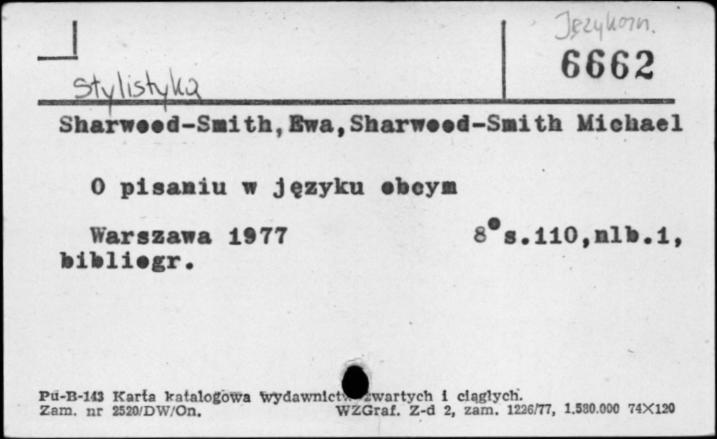 Językozn.
6662
Stylistyka
Sharwood-Smith, Ewa, Sharwood-Smith Michael
O pisaniu w języku obcym
Warszawa 1977 8° s.110, nlb.1,
bibliogr.
Pu-B-143 Karta katalogowa wydawnictw zwartych i ciągłych.
Zam. nr 2520/DW/On. WZGraf. Z-d 2, zam. 1226/77, 1.580.000 74X120